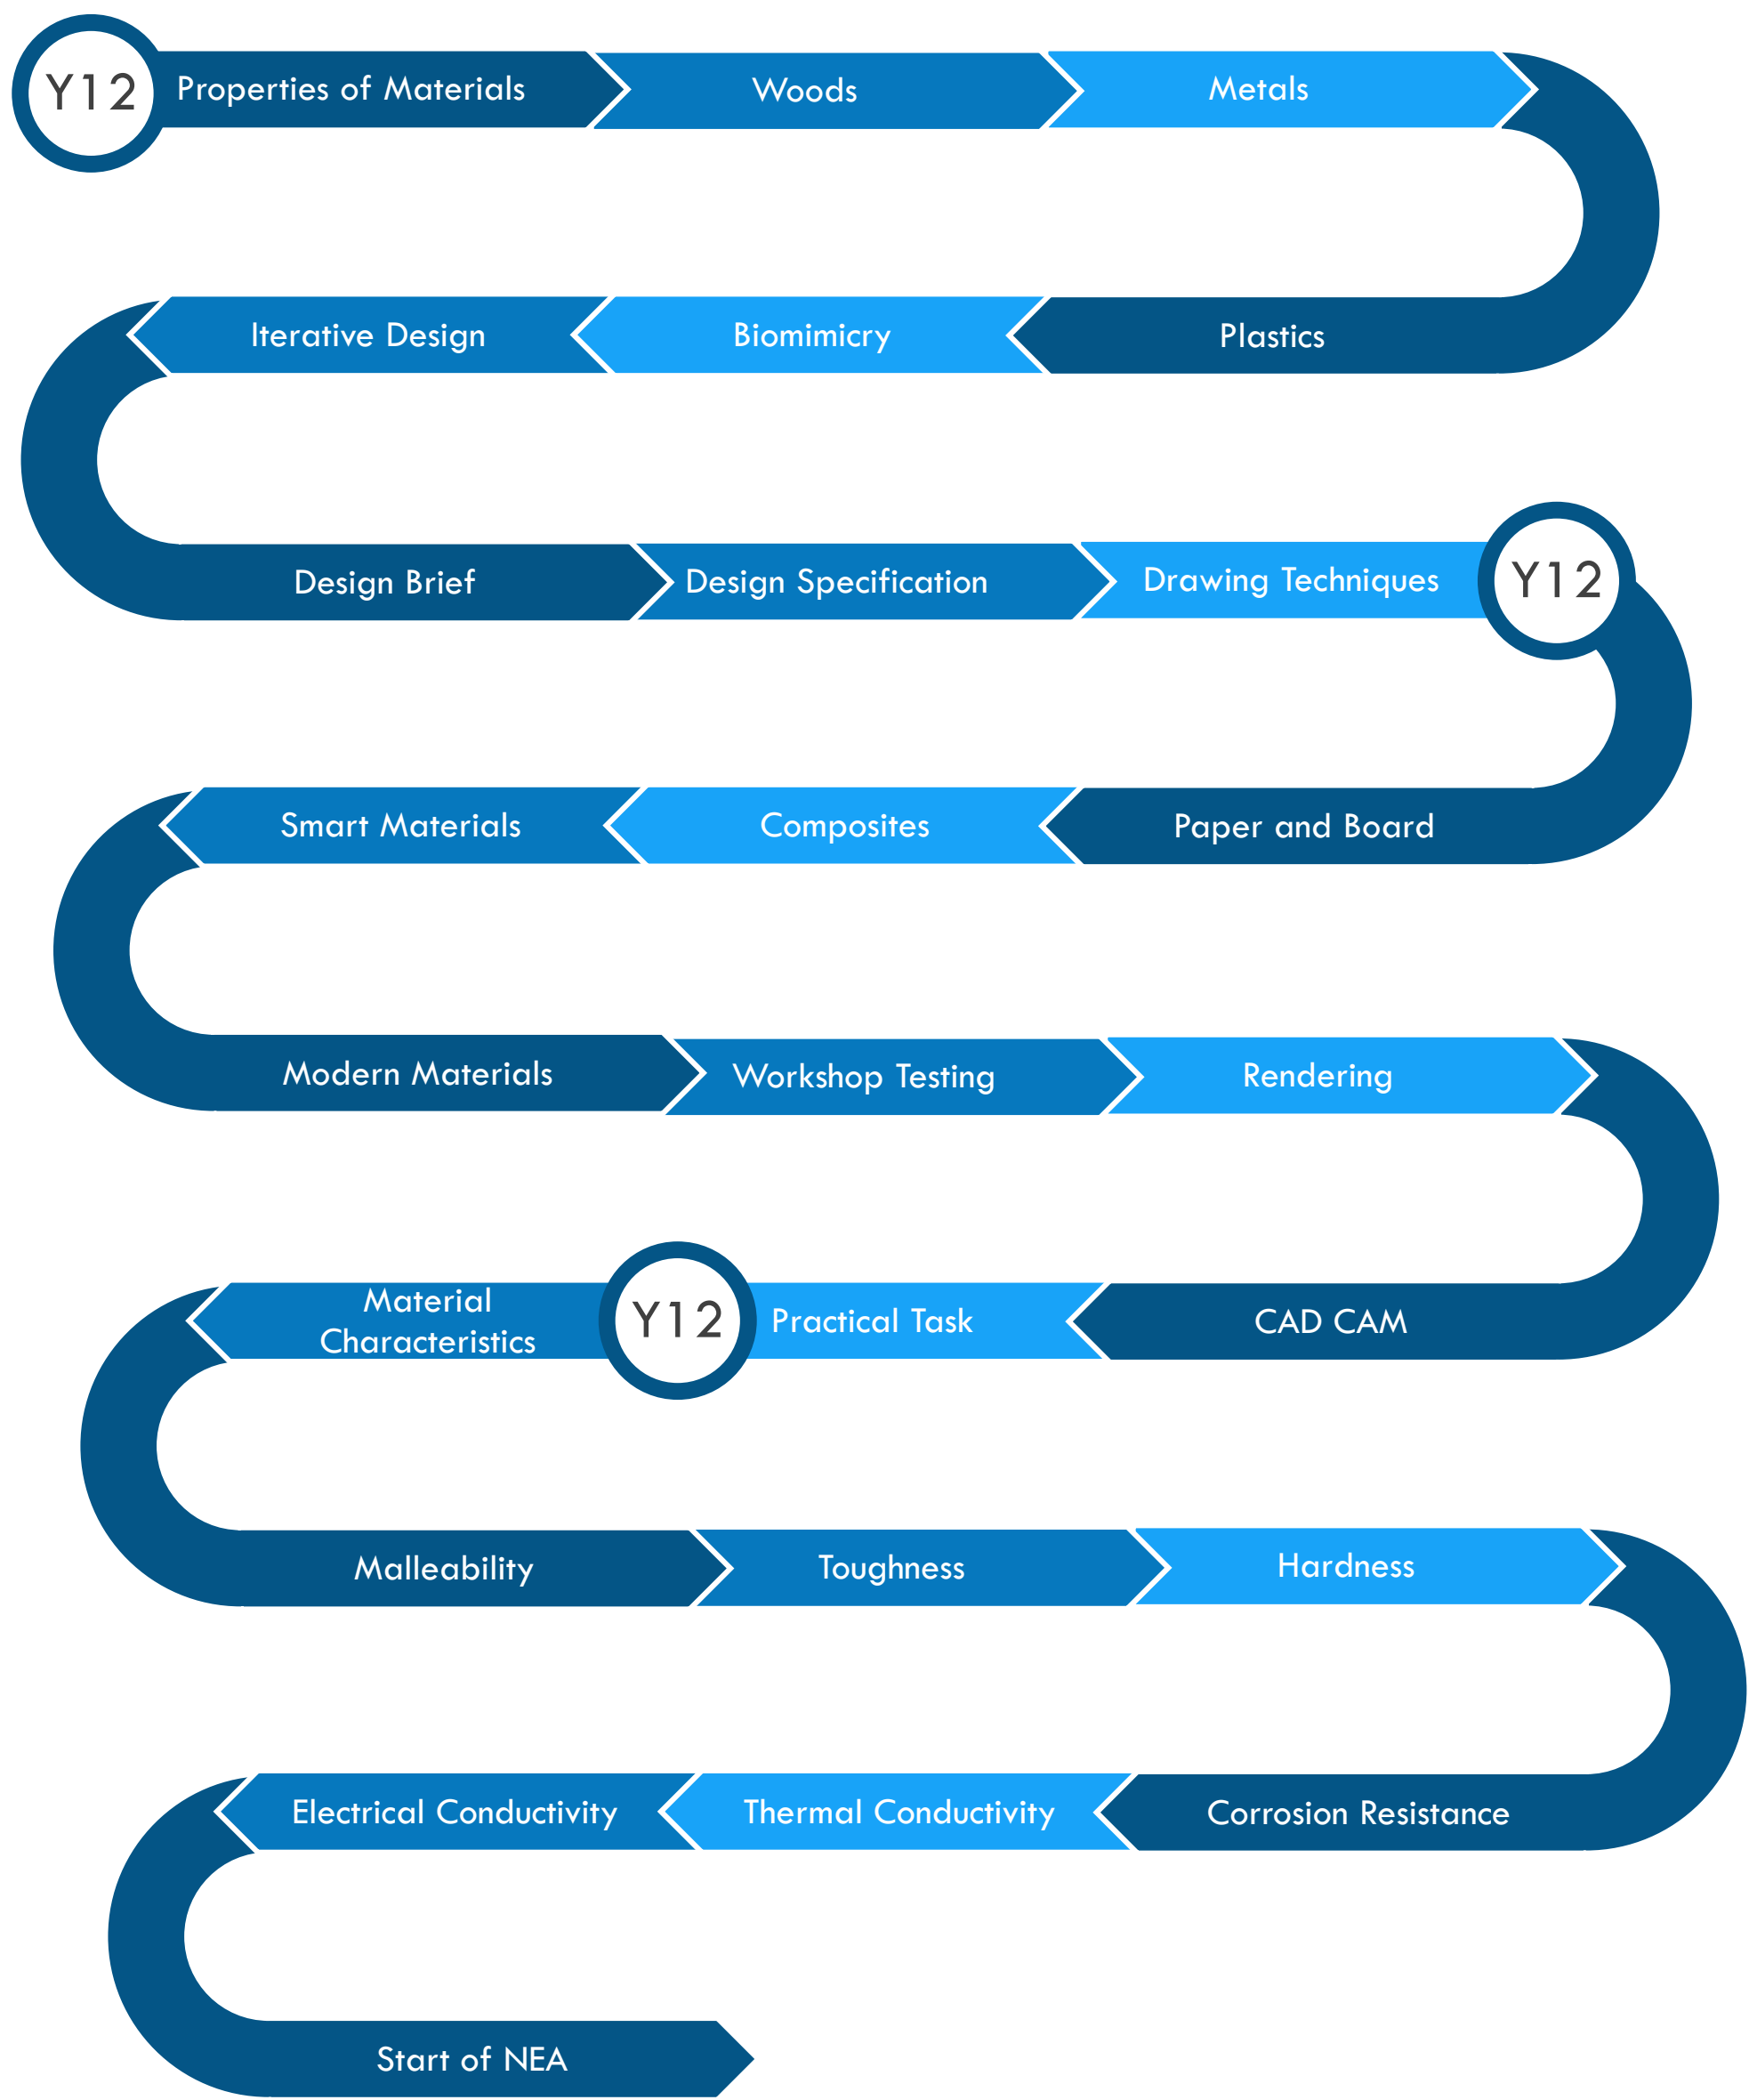 Y12
Properties of Materials
Woods
Metals
Plastics
Biomimicry
Iterative Design
Design Brief
Design Specification
Drawing Techniques
Y12
Paper and Board
Composites
Smart Materials
Modern Materials
Workshop Testing
Rendering
CAD CAM
Practical Task
Y12
Material
Characteristics
Malleability
Toughness
Hardness
Corrosion Resistance
Thermal Conductivity
Electrical Conductivity
Start of NEA